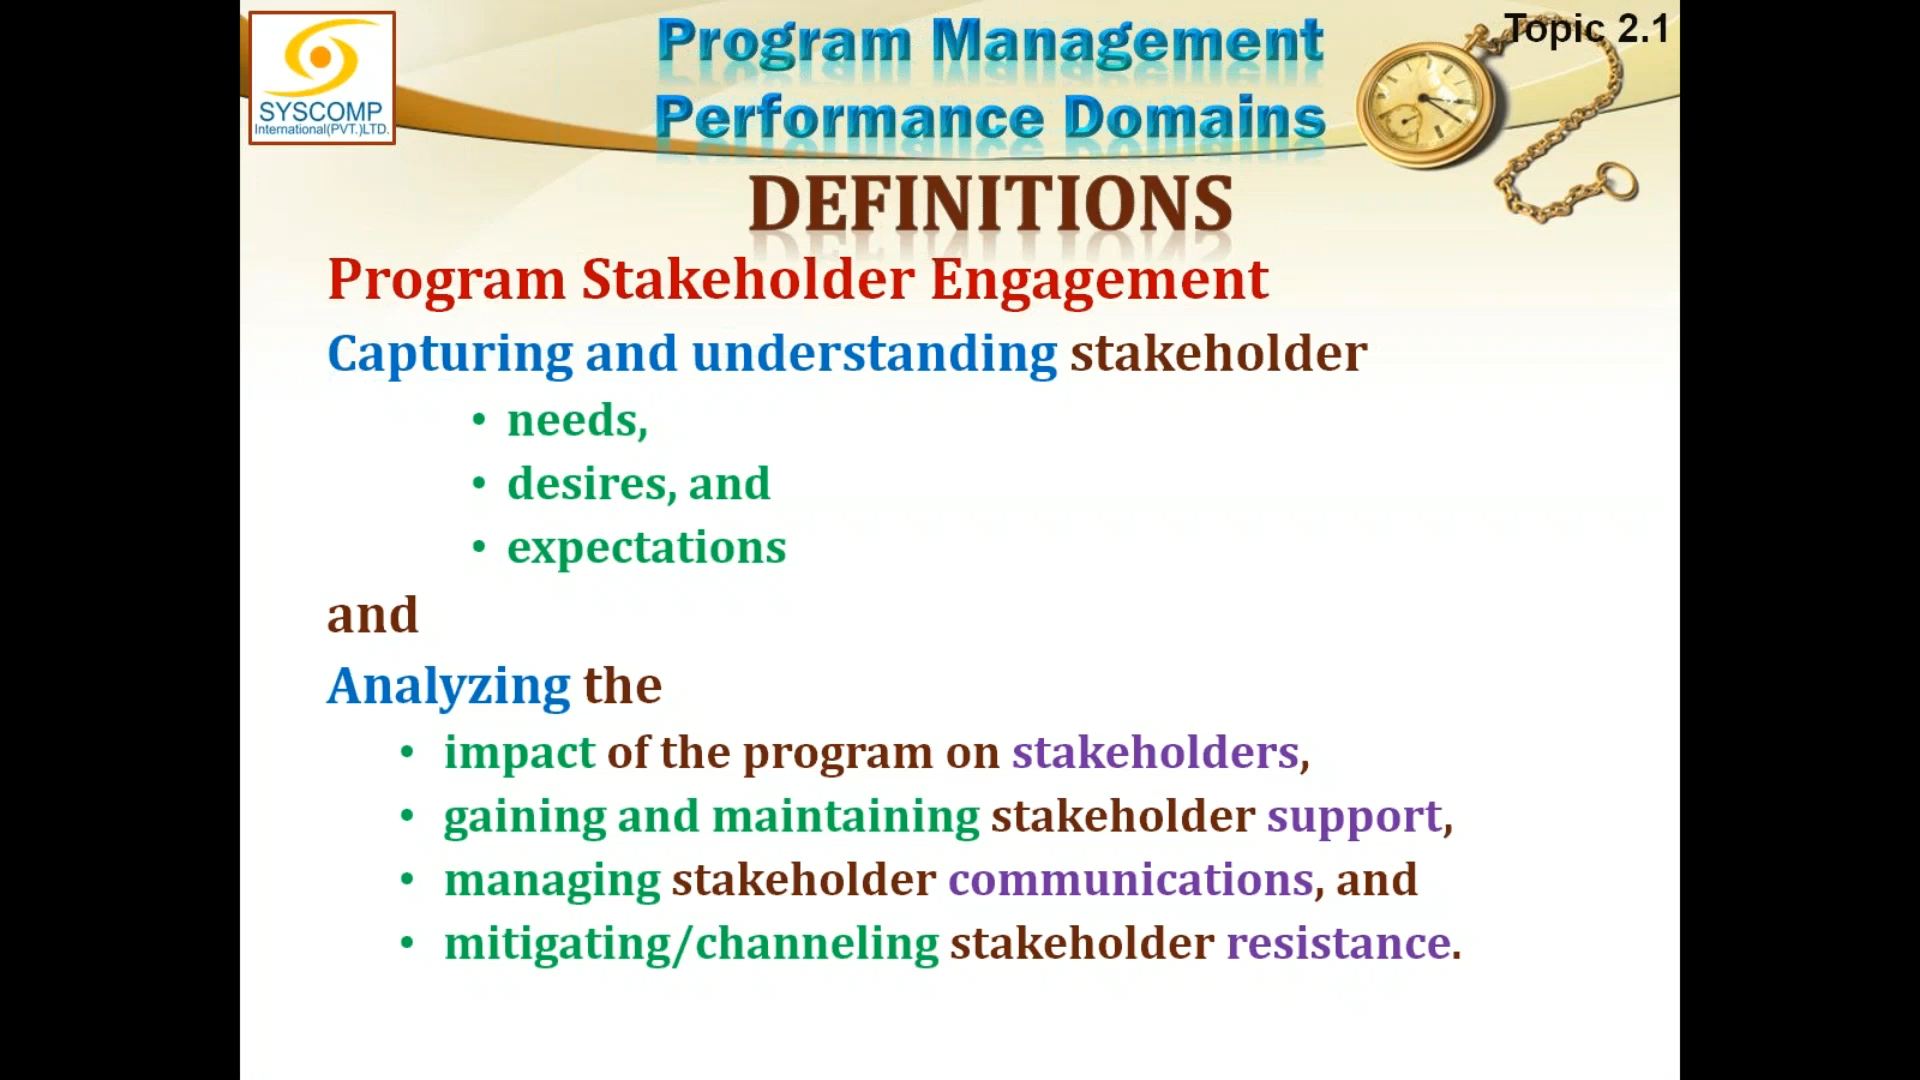 Topic 2.1
Program Management
Performance Domains
SYSCOMP
International(PVT.)LTD.
DEFINITIONS
Program Stakeholder Engagement
Capturing and understanding stakeholder
• needs,
• desires, and
• expectations
and
Analyzing the
• impact of the program on stakeholders,
• gaining and maintaining stakeholder support,
• managing stakeholder communications, and
• mitigating/channeling stakeholder resistance.